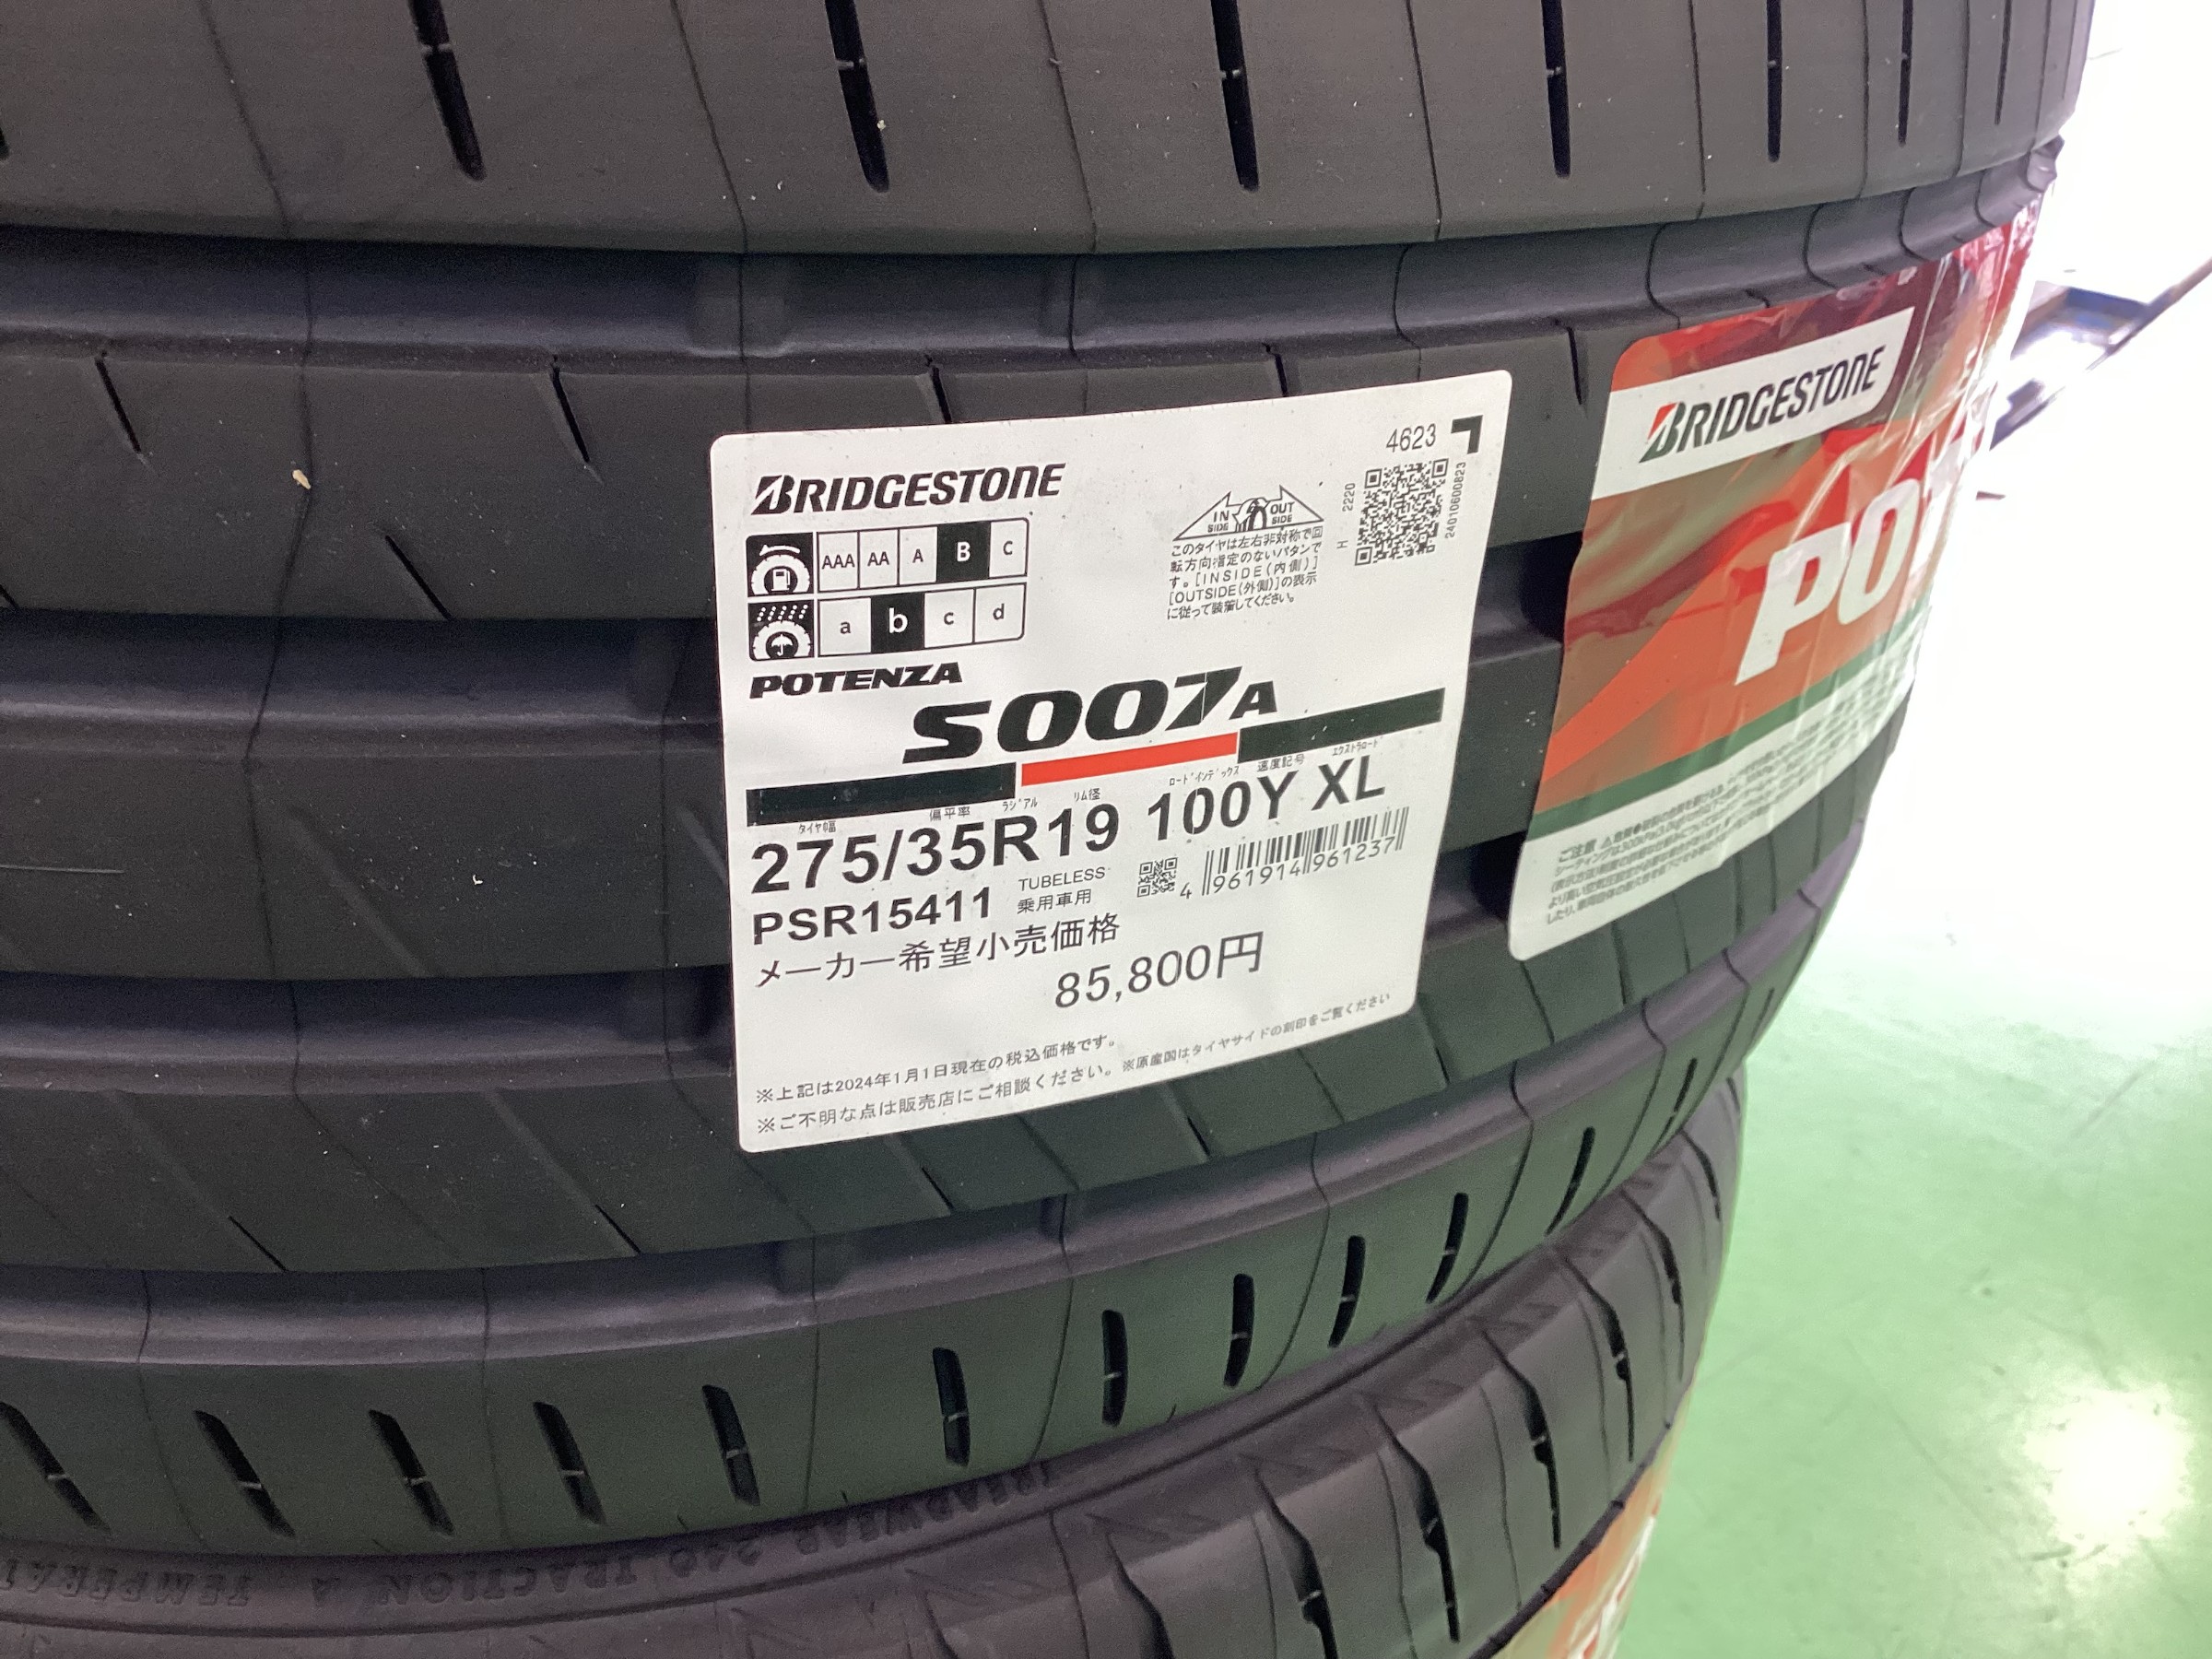 4623
BRIDGESTONE
AAA AA A B C
a b c d
IN SIDE OUT SIDE
このタイヤは左右非対称で回
転方向指定のないパタンで
す。[INSIDE(内側)]
[OUTSIDE(外側)]の表示
に従って装着してください。
H 2220
24010600823
POTENZA
S007A
タイヤ幅 偏平率 ラジアル リム径 ロードインデックス 速度記号 エクストラロード
275/35R19 100Y XL
PSR15411 TUBELESS
乗用車用
4 961914 961237
メーカー希望小売価格
85,800円
※上記は2024年1月1日現在の税込価格です。
※ご不明な点は販売店にご相談ください。※原産国はタイヤサイドの刻印をご覧ください
BRIDGESTONE
ご注意
TREADWEAR 240 TRACTION A